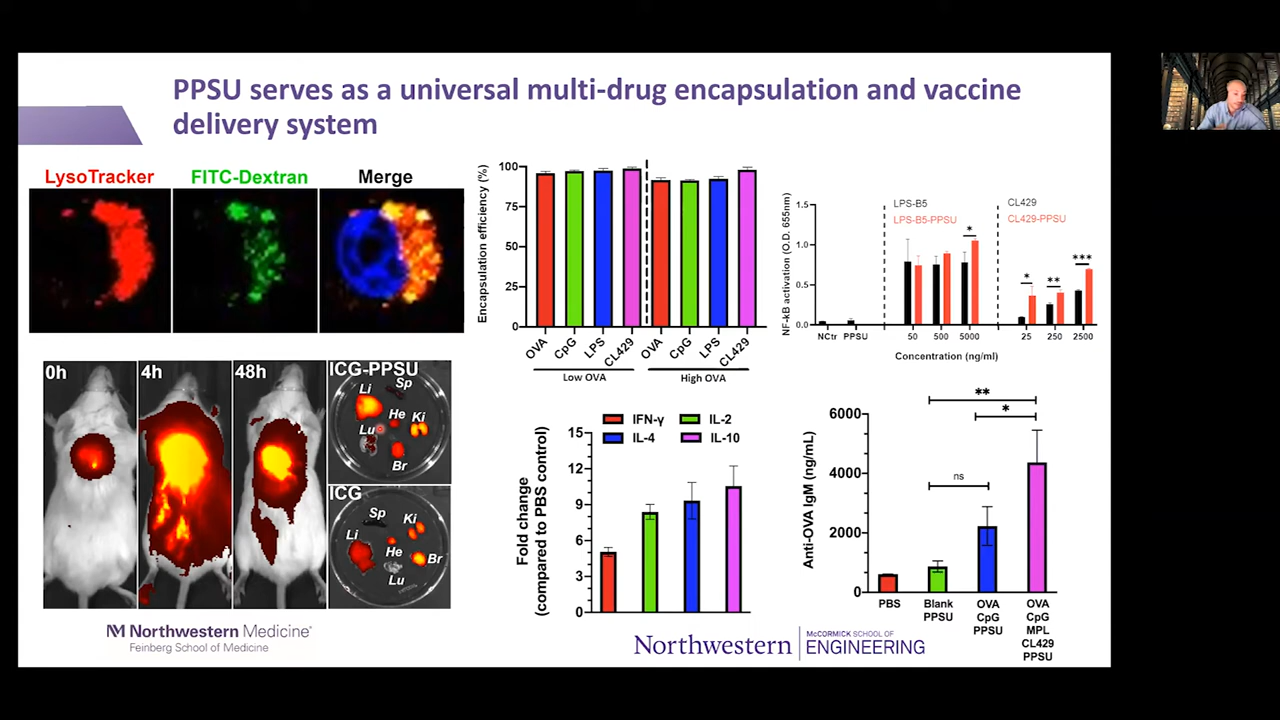 PPSU serves as a universal multi-drug encapsulation and vaccine
delivery system
LysoTracker
FITC-Dextran
Merge
0h
4h
48h
ICG-PPSU
Li
Sp
He
Ki
Lu
Br
ICG
Sp
Ki
Li
He
Br
Lu
Encapsulation efficiency (%)
100
75
50
25
0
OVA
CpG
LPS
CL429
OVA
CpG
LPS
CL429
Low OVA
High OVA
NF-kB activation (O.D. 655nm)
1.5
1.0
0.5
0.0
LPS-B5
LPS-B5-PPSU
CL429
CL429-PPSU
*
*
**
***
NCtr
PPSU
50
500
5000
25
250
2500
Concentration (ng/ml)
IFN-γ
IL-2
IL-4
IL-10
Fold change
(compared to PBS control)
15
12
9
6
3
0
Anti-OVA IgM (ng/mL)
6000
4000
2000
0
**
*
ns
PBS
Blank
PPSU
OVA
CpG
PPSU
OVA
CpG
MPL
CL429
PPSU
Northwestern Medicine®
Feinberg School of Medicine
Northwestern
McCORMICK SCHOOL OF
ENGINEERING